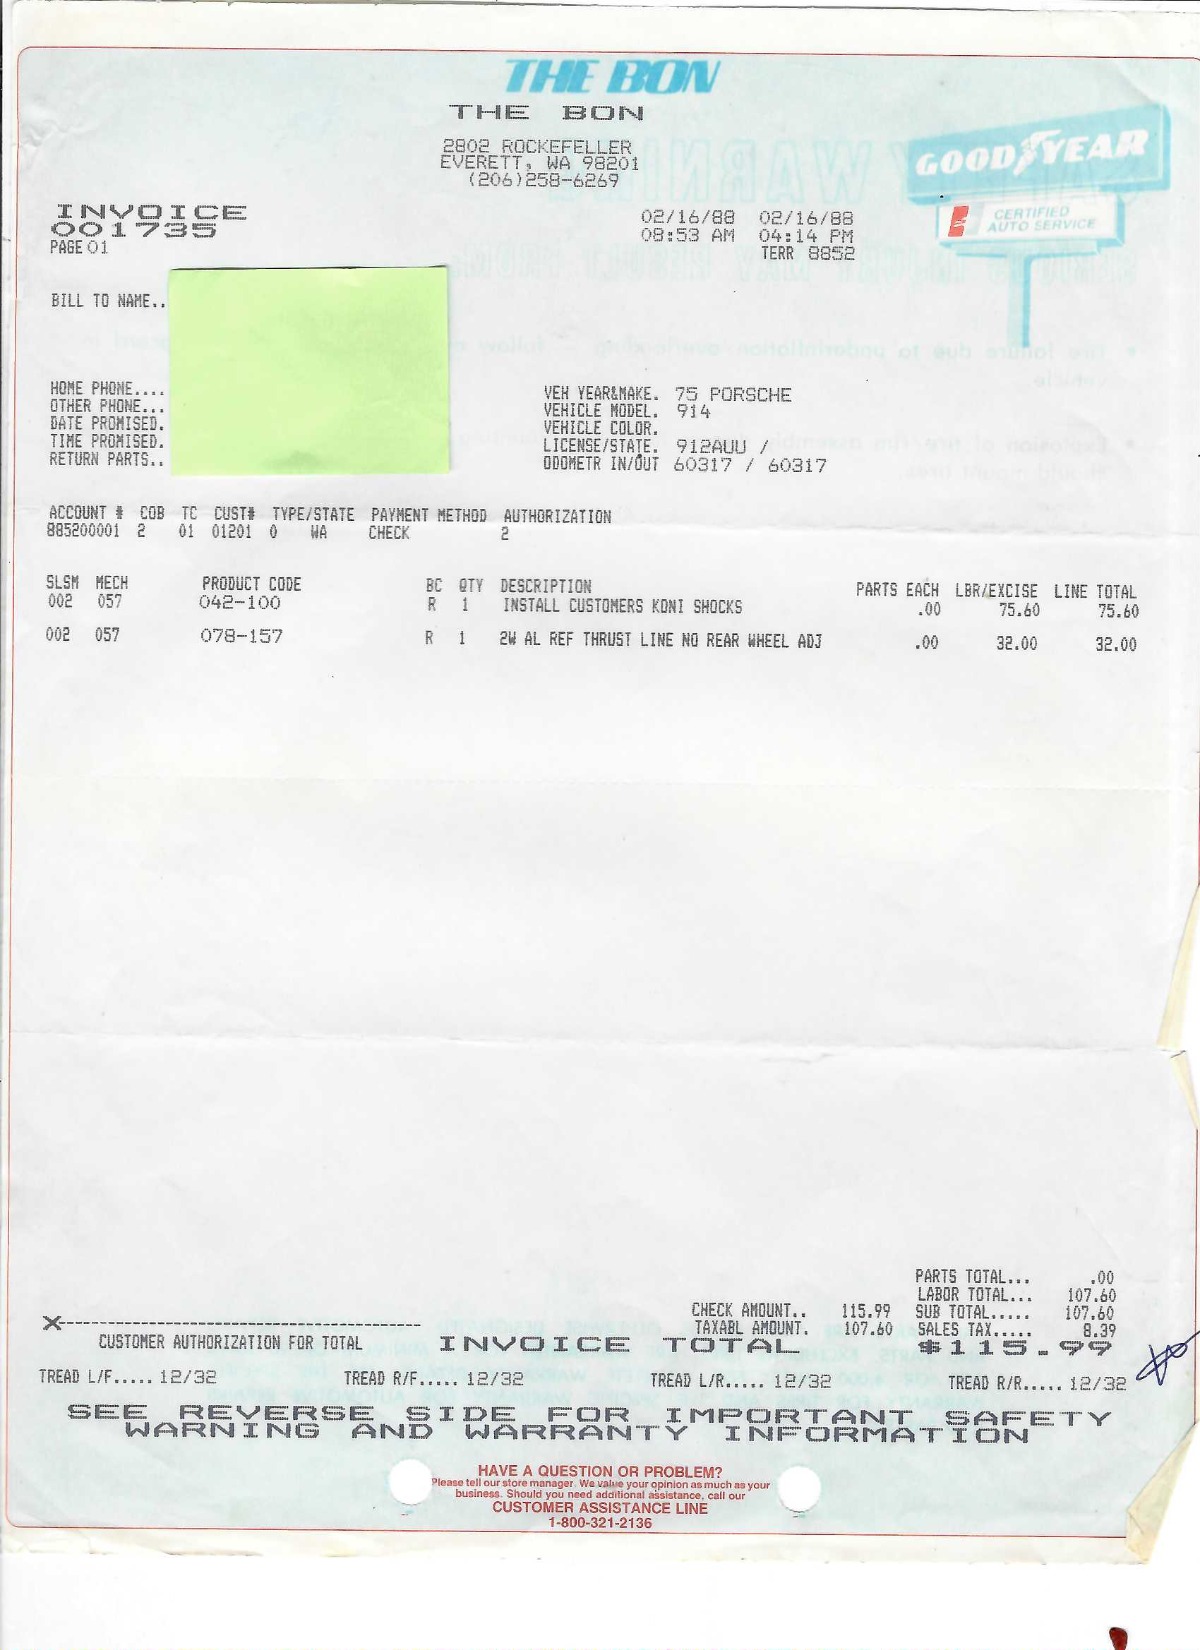 THE BON
THE BON
2802 ROCKEFELLER
EVERETT, WA 98201
(206)258-6269
GOODYEAR
CERTIFIED
AUTO SERVICE
INVOICE
001735
PAGE 01
02/16/88 02/16/88
08:53 AM 04:14 PM
TERR 8852
BILL TO NAME..
HOME PHONE....
OTHER PHONE...
DATE PROMISED.
TIME PROMISED.
RETURN PARTS..
VEH YEAR&MAKE. 75 PORSCHE
VEHICLE MODEL. 914
VEHICLE COLOR.
LICENSE/STATE. 912AUU /
ODOMETR IN/OUT 60317 / 60317
ACCOUNT # COB TC CUST# TYPE/STATE PAYMENT METHOD AUTHORIZATION
885200001 2 01 01201 0 WA CHECK 2
SLSM MECH PRODUCT CODE BC QTY DESCRIPTION PARTS EACH LBR/EXCISE LINE TOTAL
002 057 042-100 R 1 INSTALL CUSTOMERS KONI SHOCKS .00 75.60 75.60
002 057 078-157 R 1 2W AL REF THRUST LINE NO REAR WHEEL ADJ .00 32.00 32.00
PARTS TOTAL... .00
LABOR TOTAL... 107.60
CHECK AMOUNT.. 115.99 SUB TOTAL..... 107.60
TAXABL AMOUNT. 107.60 SALES TAX..... 8.39
X
CUSTOMER AUTHORIZATION FOR TOTAL INVOICE TOTAL $115.99
TREAD L/F..... 12/32 TREAD R/F..... 12/32 TREAD L/R..... 12/32 TREAD R/R..... 12/32
SEE REVERSE SIDE FOR IMPORTANT SAFETY
WARNING AND WARRANTY INFORMATION
HAVE A QUESTION OR PROBLEM?
Please tell our store manager. We value your opinion as much as your
business. Should you need additional assistance, call our
CUSTOMER ASSISTANCE LINE
1-800-321-2136